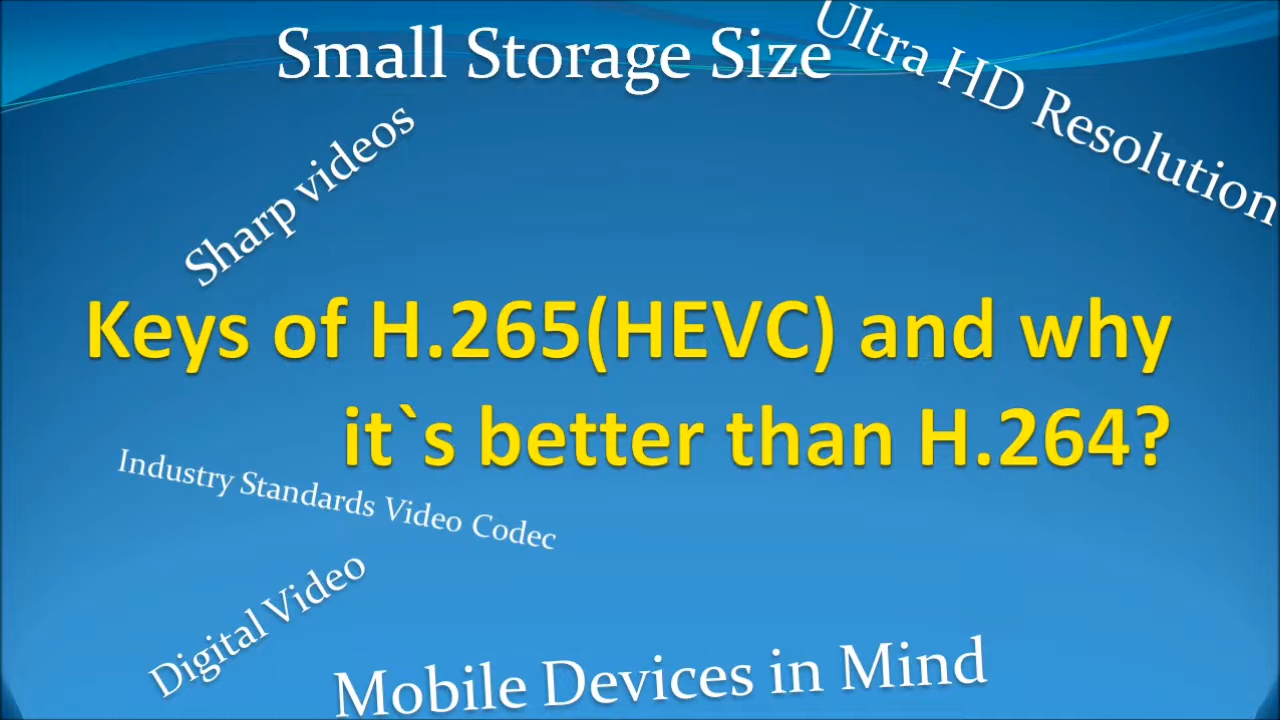 Small Storage Size
Ultra HD Resolution
Sharp videos
Keys of H.265(HEVC) and why
it`s better than H.264?
Industry Standards Video Codec
Digital Video
Mobile Devices in Mind